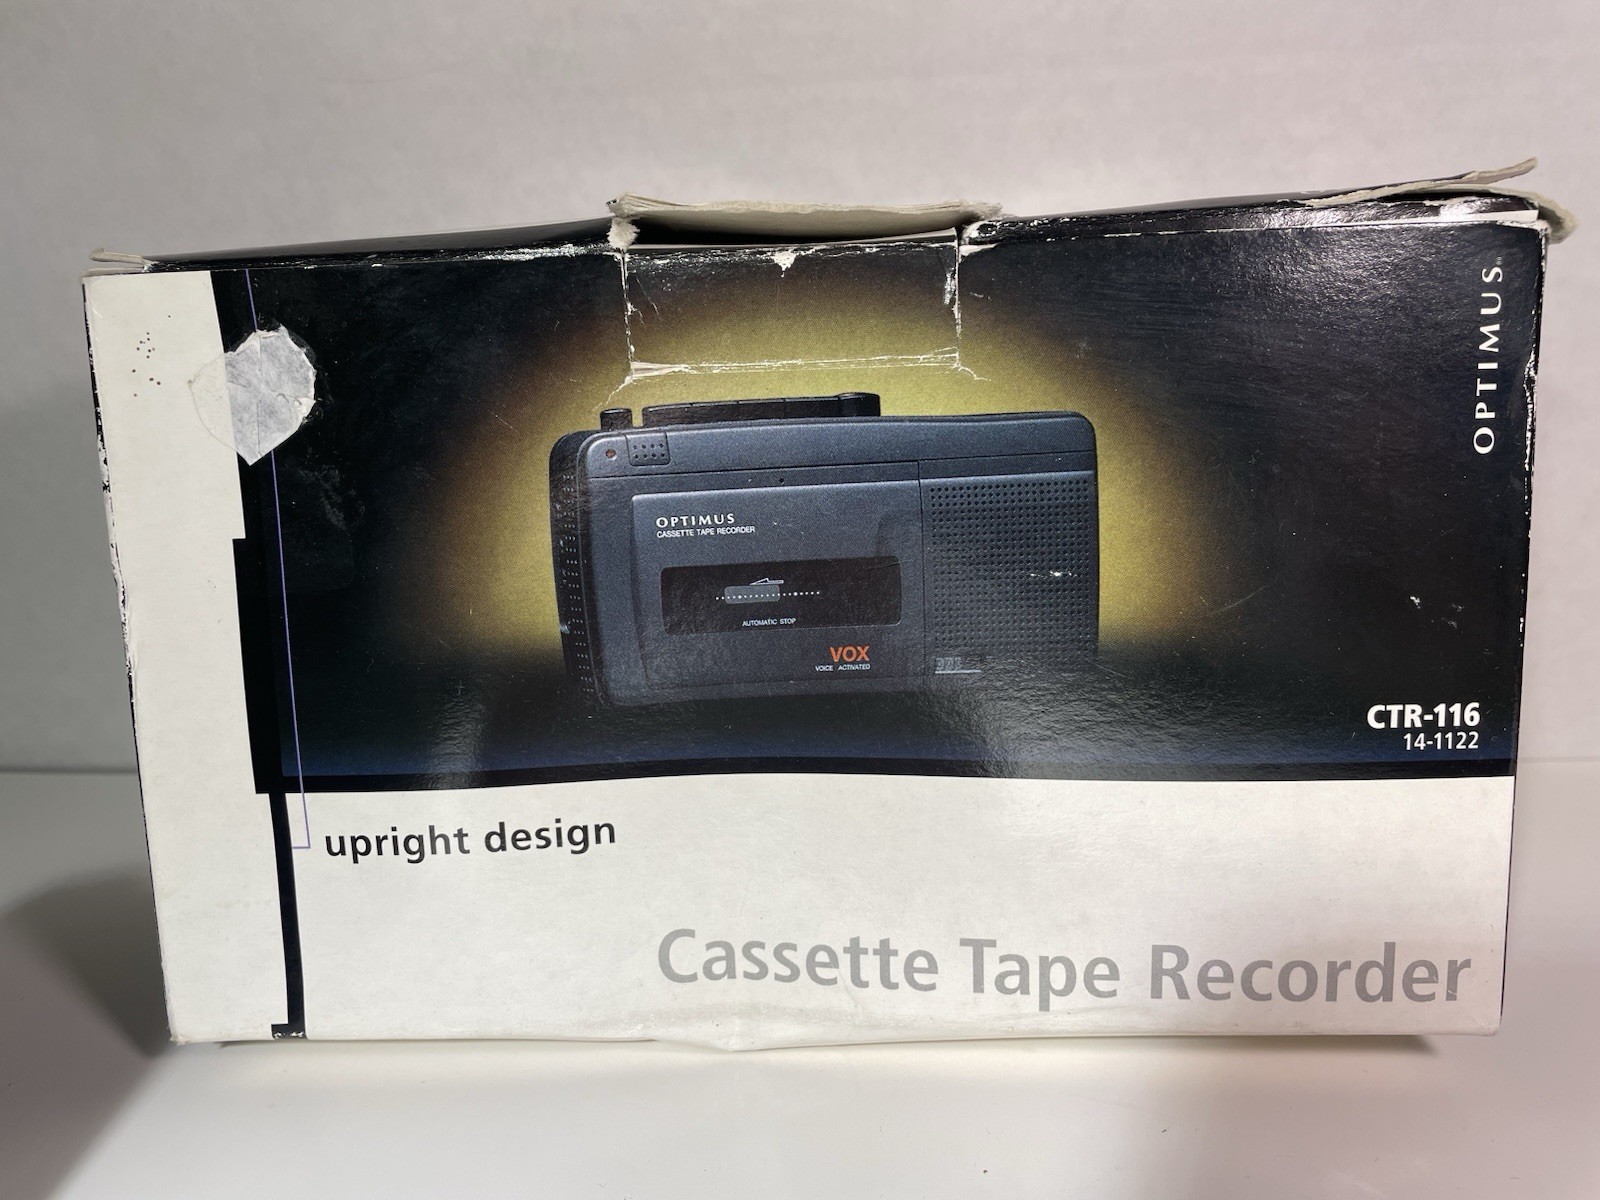 OPTIMUS
OPTIMUS
CASSETTE TAPE RECORDER
AUTOMATIC STOP
VOX
VOICE ACTIVATED
CTR-116
14-1122
upright design
Cassette Tape Recorder